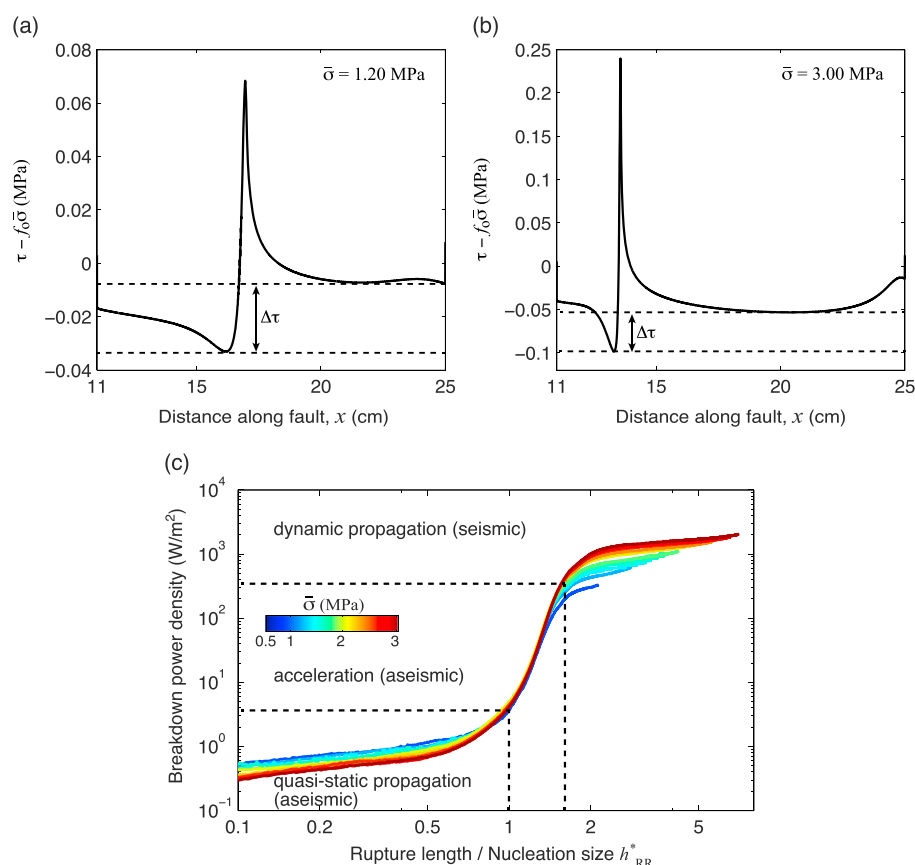 (a)
0.08
0.06
0.04
0.02
0
−0.02
−0.04
τ − f₀σ̄ (MPa)
σ̄ = 1.20 MPa
Δτ
11
15
20
25
Distance along fault, x (cm)
(b)
0.25
0.2
0.15
0.1
0.05
0
−0.05
−0.1
τ − f₀σ̄ (MPa)
σ̄ = 3.00 MPa
Δτ
11
15
20
25
Distance along fault, x (cm)
(c)
10⁴
10³
10²
10¹
10⁰
10⁻¹
Breakdown power density (W/m²)
dynamic propagation (seismic)
σ̄ (MPa)
0.5 1 2 3
acceleration (aseismic)
quasi-static propagation
(aseismic)
0.1 0.2 0.5 1 2 5
Rupture length / Nucleation size h*RR